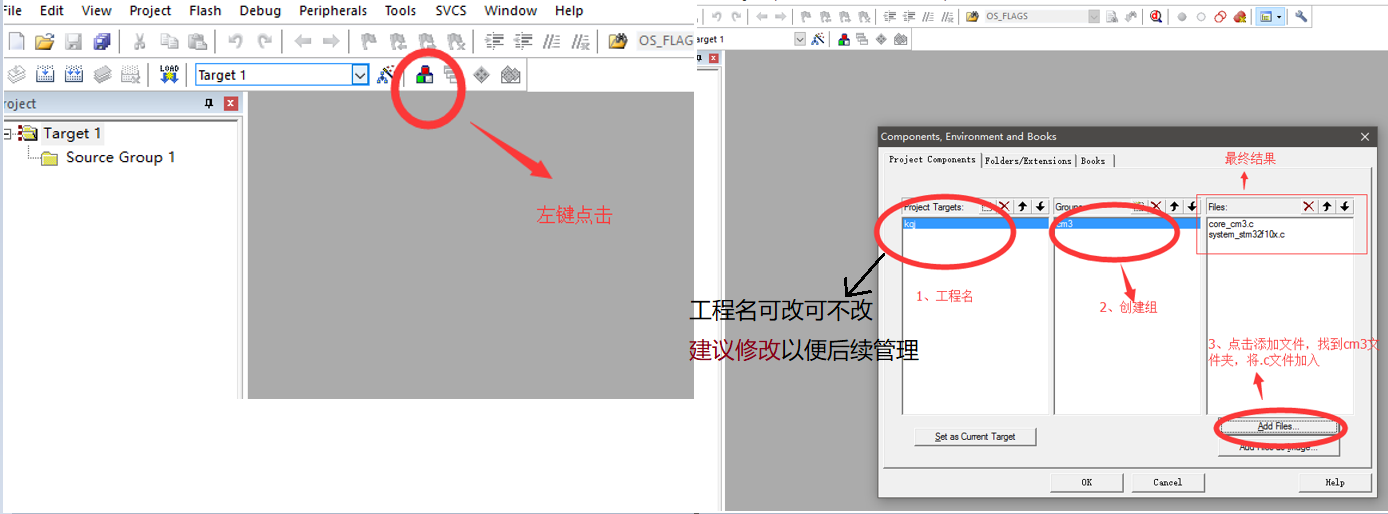 File Edit View Project Flash Debug Peripherals Tools SVCS Window Help
OS_FLAG
LOAD
Target 1
roject
Target 1
Source Group 1
左键点击
OS_FLAGS
arget 1
Components, Environment and Books
Project Components Folders/Extensions Books
最终结果
Project Targets:
Groups:
Files:
kqj
cm3
core_cm3.c
system_stm32f10x.c
1、工程名
2、创建组
工程名可改可不改
建议修改以便后续管理
3、点击添加文件，找到cm3文
件夹，将.c文件加入
Set as Current Target
Add Files...
Add Files as Image...
OK Cancel Help